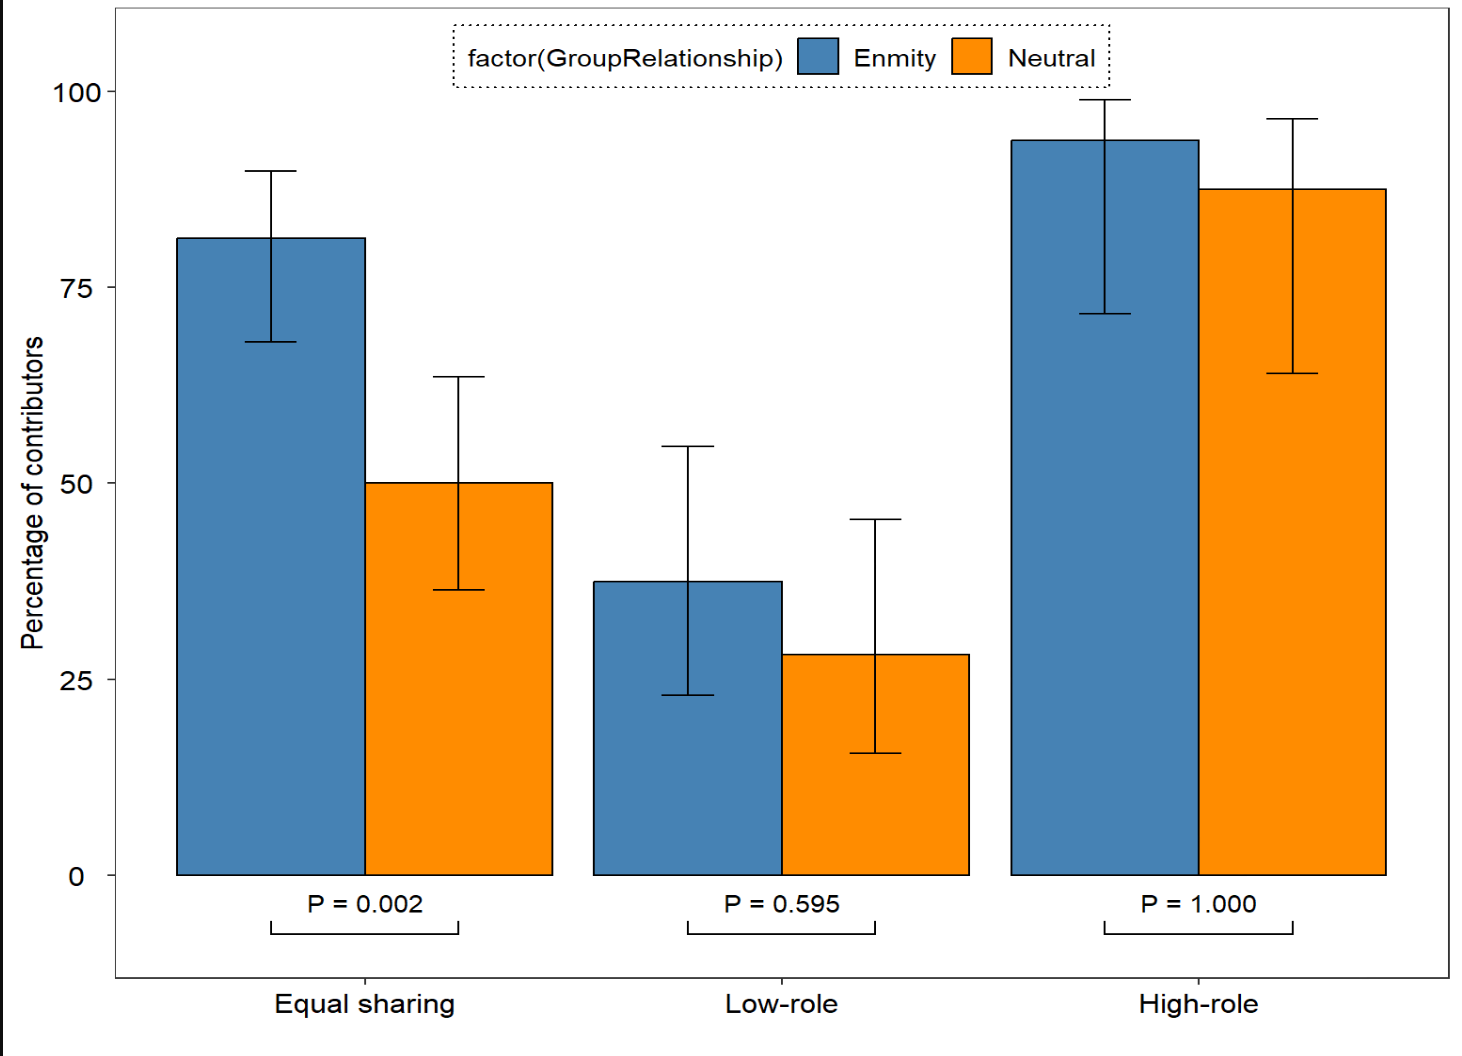 factor(GroupRelationship) Enmity Neutral
100
75
50
25
0
Percentage of contributors
P = 0.002 P = 0.595 P = 1.000
Equal sharing Low-role High-role